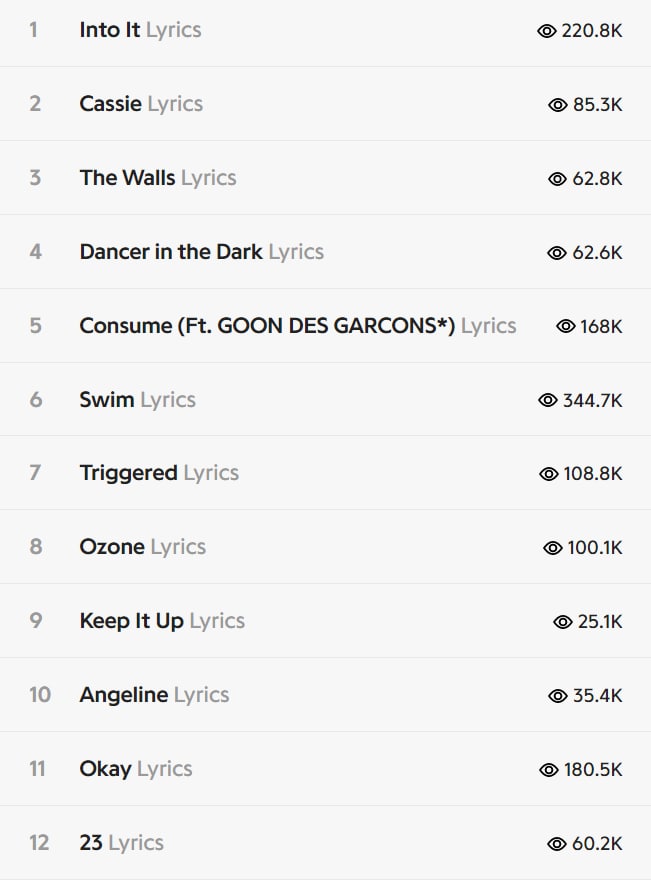 1 Into It Lyrics 220.8K
2 Cassie Lyrics 85.3K
3 The Walls Lyrics 62.8K
4 Dancer in the Dark Lyrics 62.6K
5 Consume (Ft. GOON DES GARCONS*) Lyrics 168K
6 Swim Lyrics 344.7K
7 Triggered Lyrics 108.8K
8 Ozone Lyrics 100.1K
9 Keep It Up Lyrics 25.1K
10 Angeline Lyrics 35.4K
11 Okay Lyrics 180.5K
12 23 Lyrics 60.2K